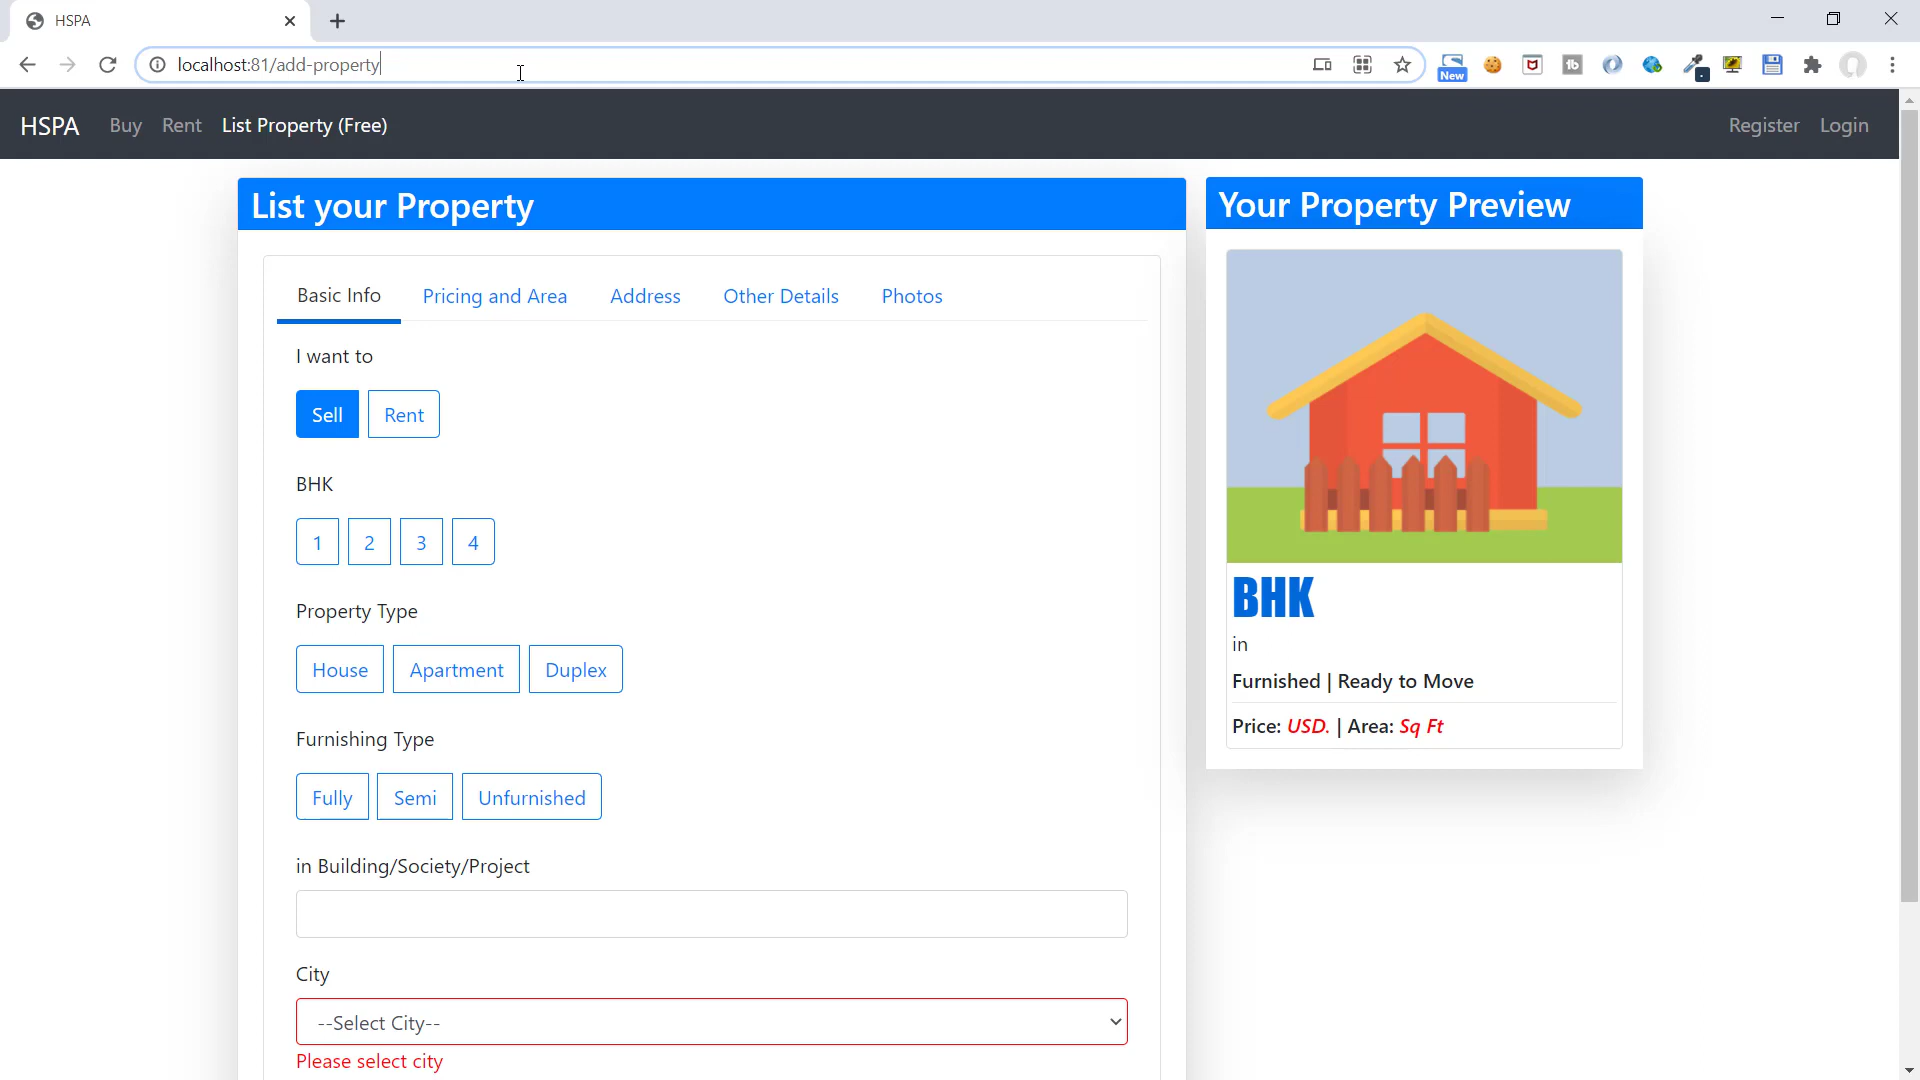 HSPA
localhost:81/add-property
New
HSPA Buy Rent List Property (Free) Register Login
List your Property
Basic Info Pricing and Area Address Other Details Photos
I want to
Sell Rent
BHK
1 2 3 4
Property Type
House Apartment Duplex
Furnishing Type
Fully Semi Unfurnished
in Building/Society/Project
City
--Select City--
Please select city
Your Property Preview
BHK
in
Furnished | Ready to Move
Price: USD. | Area: Sq Ft